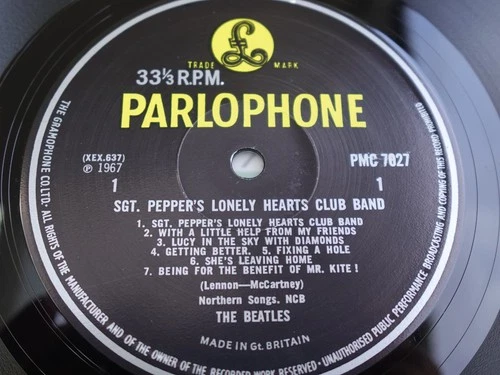 £
TRADE MARK
33⅓ R.P.M.
PARLOPHONE
(XEX.637)
℗ 1967
PMC 7027
1
1
SGT. PEPPER'S LONELY HEARTS CLUB BAND
1. SGT. PEPPER'S LONELY HEARTS CLUB BAND
2. WITH A LITTLE HELP FROM MY FRIENDS
3. LUCY IN THE SKY WITH DIAMONDS
4. GETTING BETTER. 5. FIXING A HOLE
6. SHE'S LEAVING HOME
7. BEING FOR THE BENEFIT OF MR. KITE !
(Lennon—McCartney)
Northern Songs. NCB
THE BEATLES
MADE IN Gt. BRITAIN
THE GRAMOPHONE CO. LTD. ALL RIGHTS OF THE MANUFACTURER AND OF THE OWNER OF THE RECORDED WORK RESERVED · UNAUTHORISED PUBLIC PERFORMANCE BROADCASTING AND COPYING OF THIS RECORD PROHIBITED